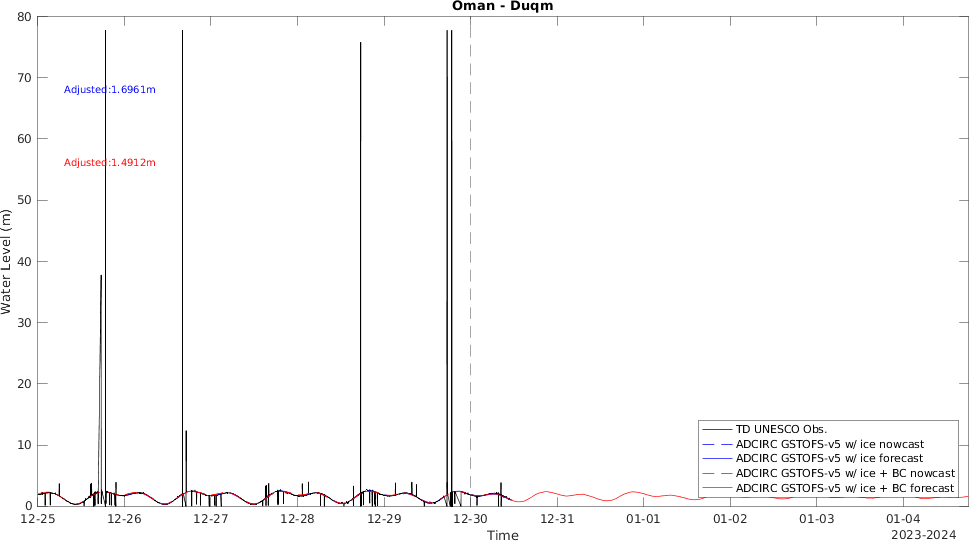 Oman - Duqm
80
70
60
50
40
30
20
10
0
Water Level (m)
Adjusted:1.6961m
Adjusted:1.4912m
TD UNESCO Obs.
ADCIRC GSTOFS-v5 w/ ice nowcast
ADCIRC GSTOFS-v5 w/ ice forecast
ADCIRC GSTOFS-v5 w/ ice + BC nowcast
ADCIRC GSTOFS-v5 w/ ice + BC forecast
12-25 12-26 12-27 12-28 12-29 12-30 12-31 01-01 01-02 01-03 01-04
Time
2023-2024